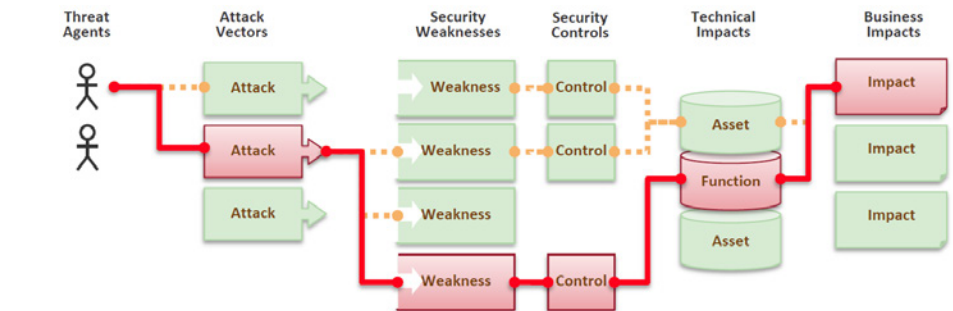 Threat Agents
Attack Vectors
Security Weaknesses
Security Controls
Technical Impacts
Business Impacts
Attack
Weakness
Control
Impact
Asset
Attack
Weakness
Control
Impact
Function
Attack
Weakness
Impact
Asset
Weakness
Control